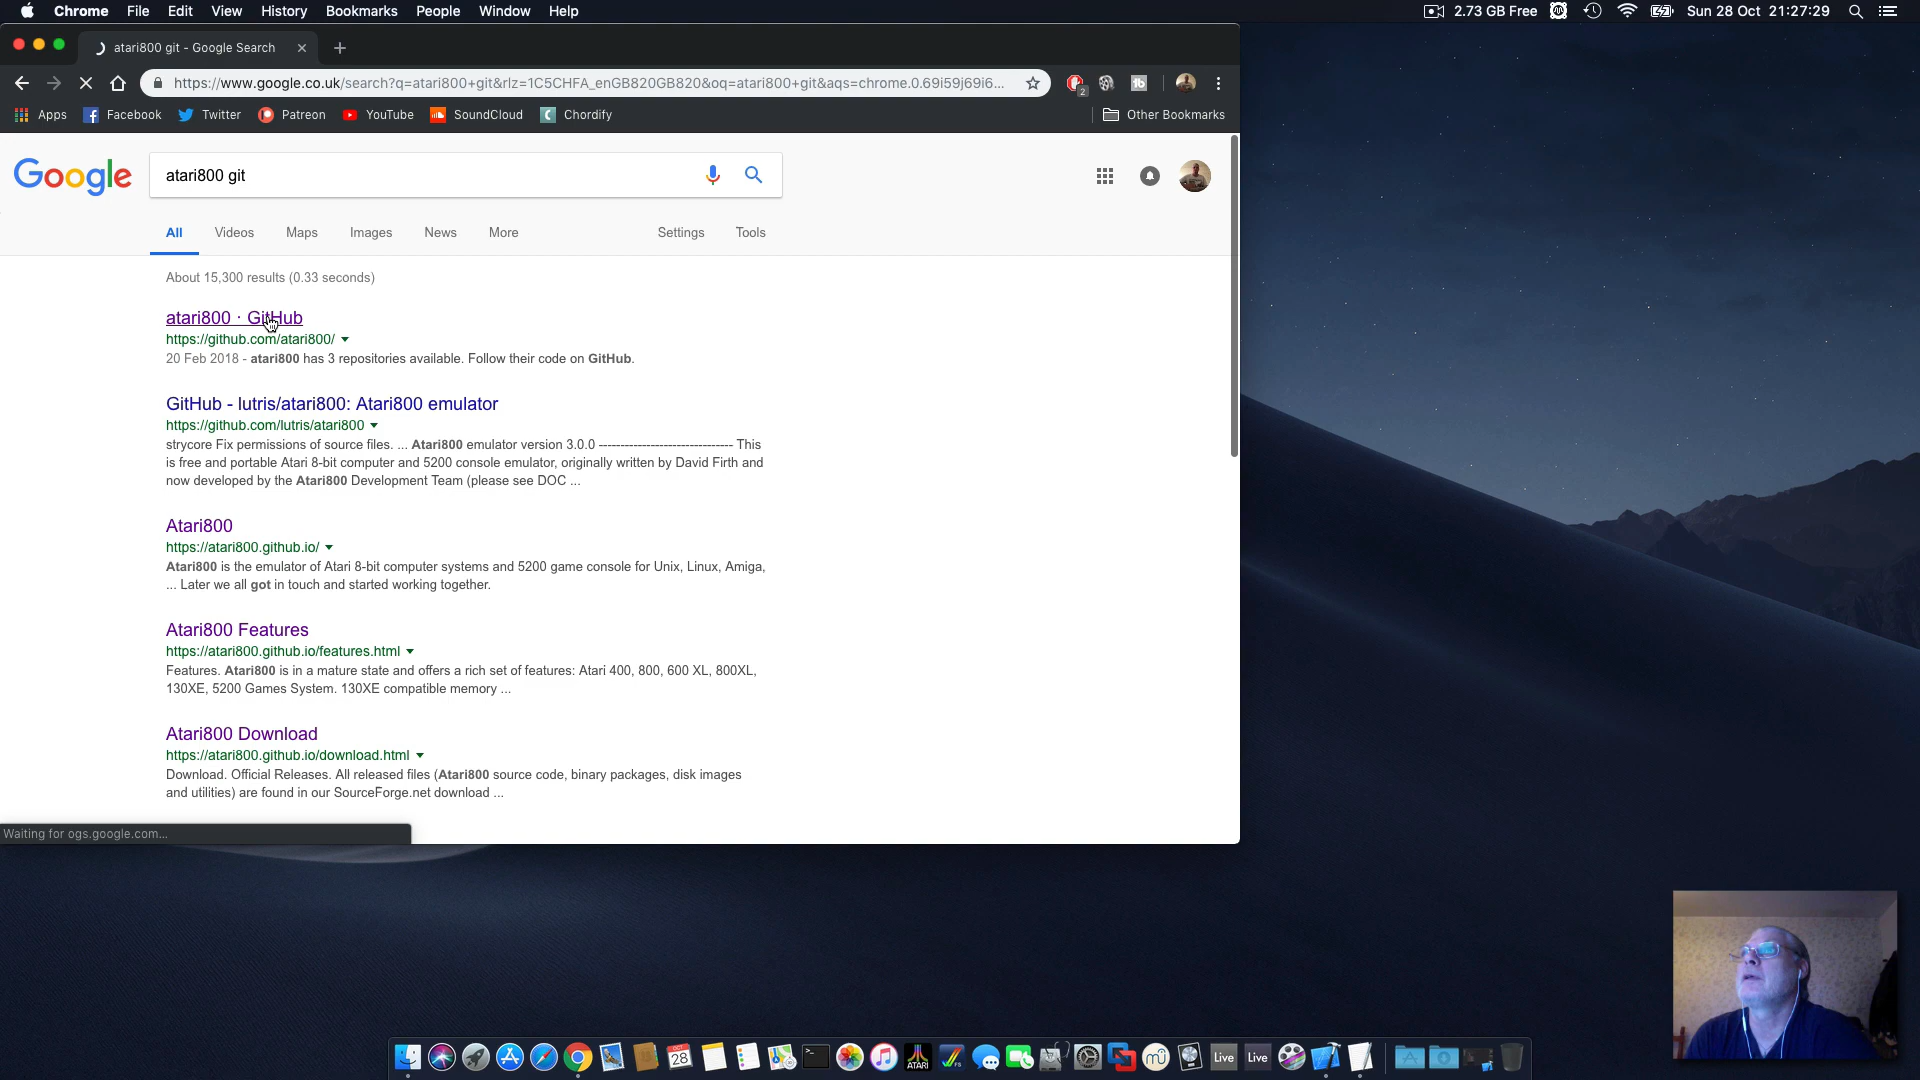 Chrome File Edit View History Bookmarks People Window Help 2.73 GB Free Sun 28 Oct 21:27:29
atari800 git - Google Search
https://www.google.co.uk/search?q=atari800+git&rlz=1C5CHFA_enGB820GB820&oq=atari800+git&aqs=chrome.0.69i59j69i6... 2
Apps Facebook Twitter Patreon YouTube SoundCloud Chordify Other Bookmarks
Google atari800 git
All Videos Maps Images News More Settings Tools
About 15,300 results (0.33 seconds)
atari800 · GitHub
https://github.com/atari800/
20 Feb 2018 - atari800 has 3 repositories available. Follow their code on GitHub.
GitHub - lutris/atari800: Atari800 emulator
https://github.com/lutris/atari800
strycore Fix permissions of source files. ... Atari800 emulator version 3.0.0 ------------------------------- This
is free and portable Atari 8-bit computer and 5200 console emulator, originally written by David Firth and
now developed by the Atari800 Development Team (please see DOC ...
Atari800
https://atari800.github.io/
Atari800 is the emulator of Atari 8-bit computer systems and 5200 game console for Unix, Linux, Amiga,
... Later we all got in touch and started working together.
Atari800 Features
https://atari800.github.io/features.html
Features. Atari800 is in a mature state and offers a rich set of features: Atari 400, 800, 600 XL, 800XL,
130XE, 5200 Games System. 130XE compatible memory ...
Atari800 Download
https://atari800.github.io/download.html
Download. Official Releases. All released files (Atari800 source code, binary packages, disk images
and utilities) are found in our SourceForge.net download ...
Waiting for ogs.google.com...
OCT 28 ATARI Live Live